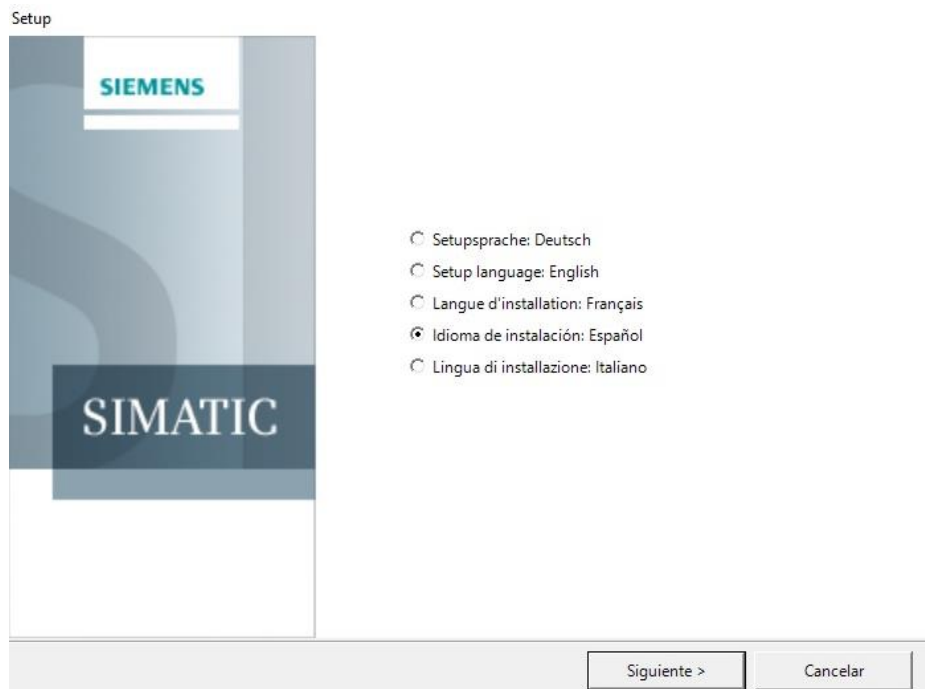 Setup
SIEMENS
SIMATIC
Setupsprache: Deutsch
Setup language: English
Langue d'installation: Français
Idioma de instalación: Español
Lingua di installazione: Italiano
Siguiente >
Cancelar